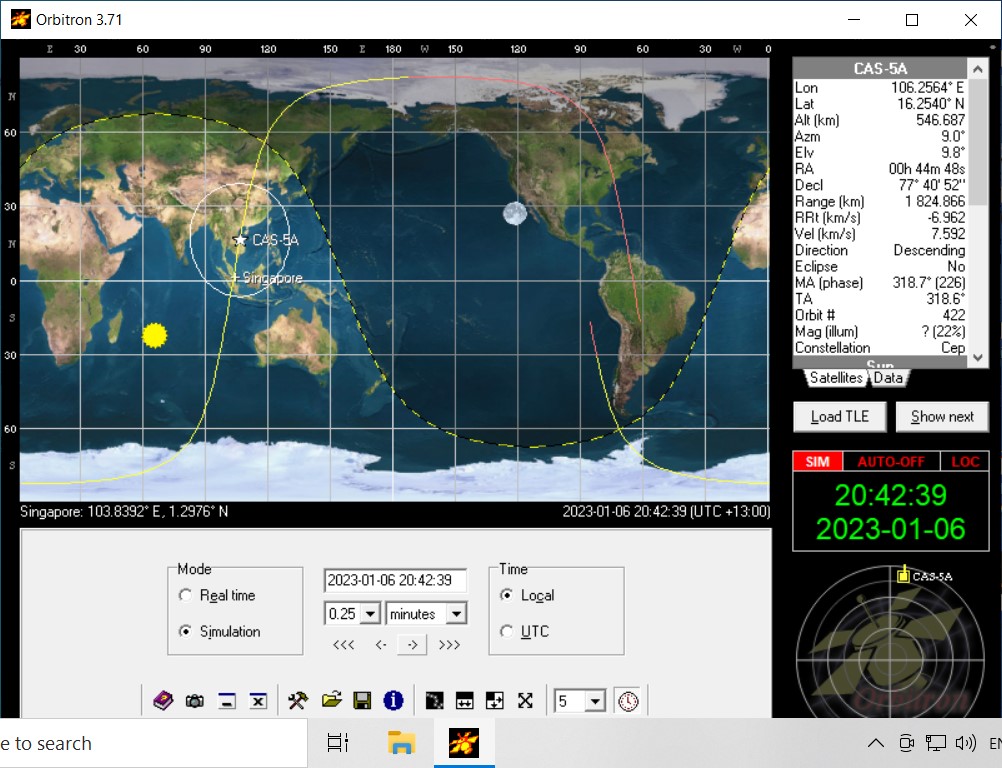 Orbitron 3.71
E 30 60 90 120 150 E 180 W 150 120 90 60 30 W 0
N
60
30
N
0
S
30
60
S
CAS-5A
Singapore
CAS-5A
Lon 106.2564° E
Lat 16.2540° N
Alt (km) 546.687
Azm 9.0°
Elv 9.8°
RA 00h 44m 48s
Decl 77° 40' 52''
Range (km) 1 824.866
RRt (km/s) -6.962
Vel (km/s) 7.592
Direction Descending
Eclipse No
MA (phase) 318.7° (226)
TA 318.6°
Orbit # 422
Mag (illum) ? (22%)
Constellation Cep
Sun
Satellites Data
Load TLE Show next
SIM AUTO-OFF LOC
20:42:39
2023-01-06
Singapore: 103.8392° E, 1.2976° N 2023-01-06 20:42:39 (UTC +13:00)
Mode
Real time
Simulation
2023-01-06 20:42:39
0.25 minutes
<<< <- -> >>>
Time
Local
UTC
5
CAS-5A
Orbitron
e to search
EN